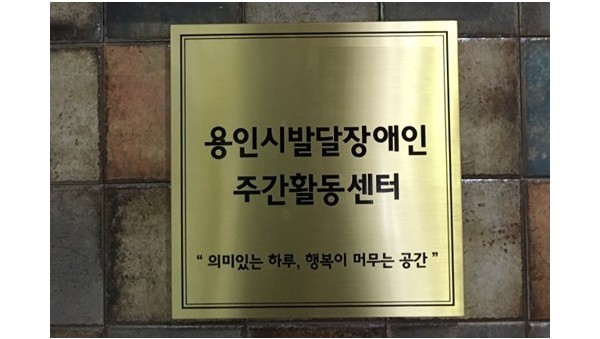 용인시발달장애인
주간활동센터
“ 의미있는 하루, 행복이 머무는 공간 ”